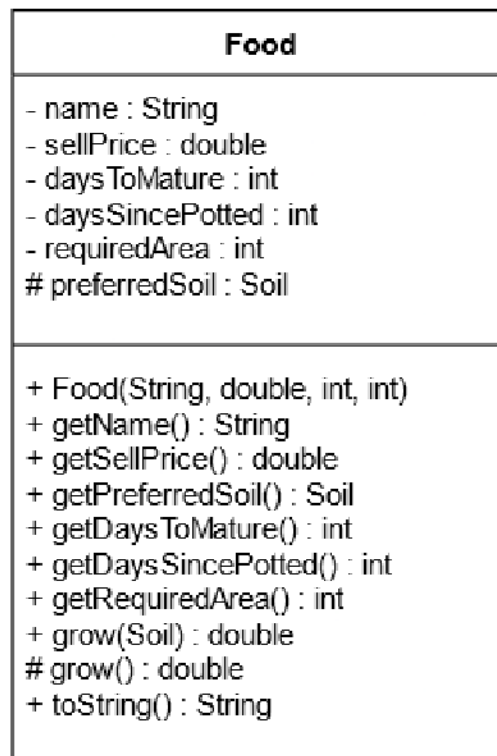 Food
- name : String
- sellPrice : double
- daysToMature : int
- daysSincePotted : int
- requiredArea : int
# preferredSoil : Soil
+ Food(String, double, int, int)
+ getName() : String
+ getSellPrice() : double
+ getPreferredSoil() : Soil
+ getDaysToMature() : int
+ getDaysSincePotted() : int
+ getRequiredArea() : int
+ grow(Soil) : double
# grow() : double
+ toString() : String